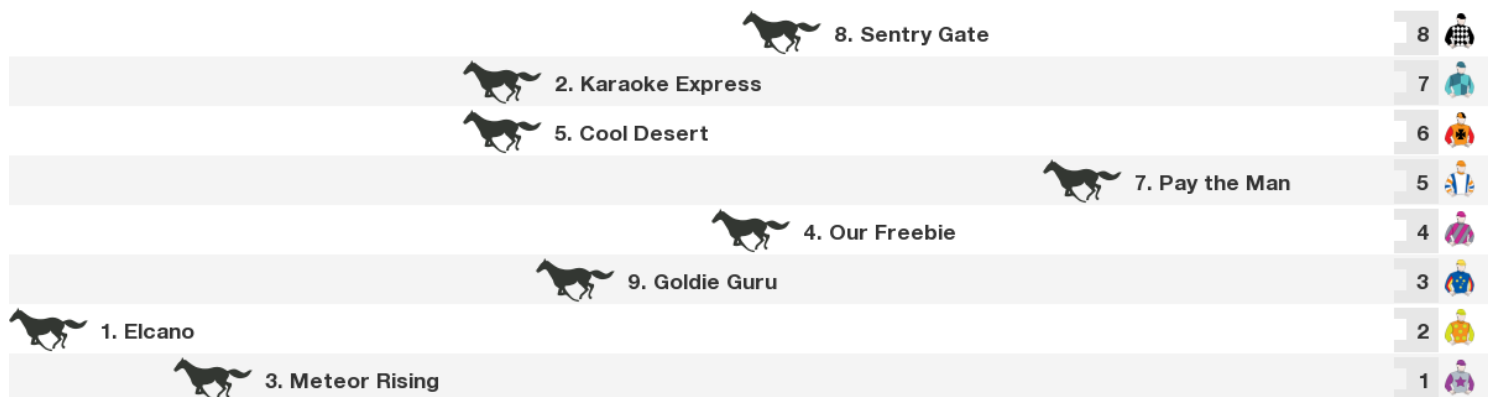 8. Sentry Gate 8
2. Karaoke Express 7
5. Cool Desert 6
7. Pay the Man 5
4. Our Freebie 4
9. Goldie Guru 3
1. Elcano 2
3. Meteor Rising 1